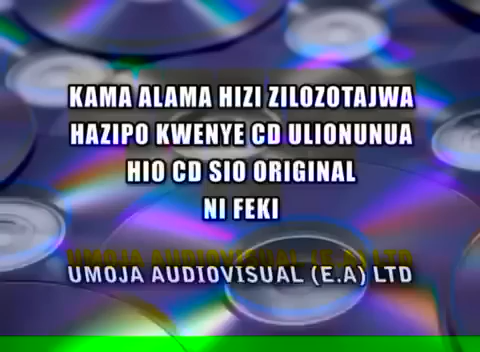 KAMA ALAMA HIZI ZILOZOTAJWA
HAZIPO KWENYE CD ULIONUNUA
HIO CD SIO ORIGINAL
NI FEKI
UMOJA AUDIOVISUAL (E.A) LTD